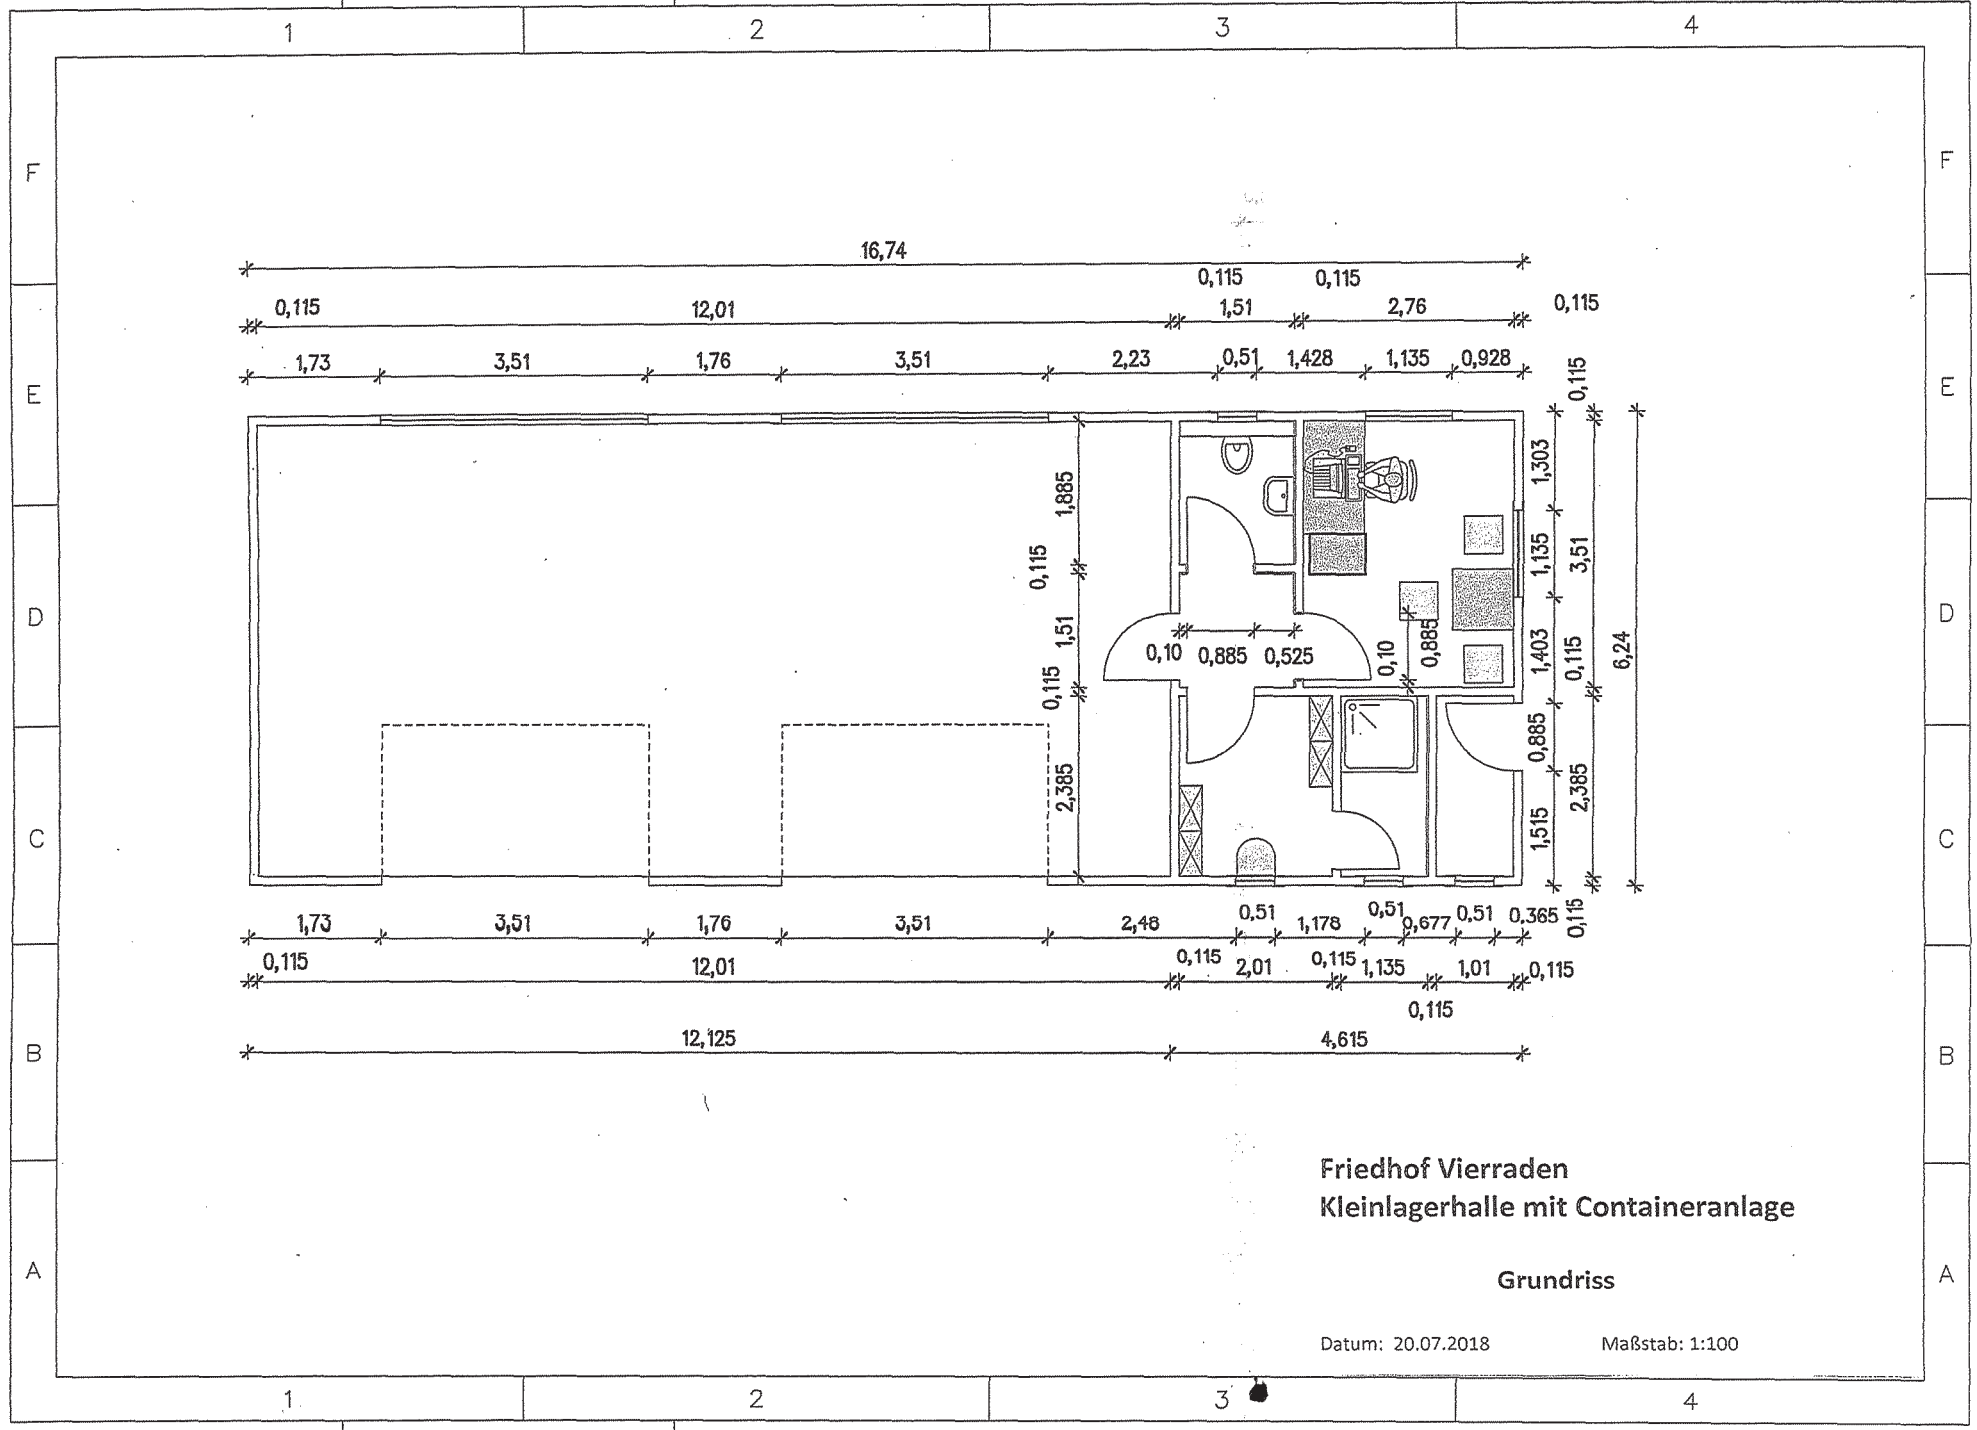 1 2 3 4
F F
16,74
0,115 0,115
0,115 12,01 1,51 2,76 0,115
1,73 3,51 1,76 3,51 2,23 0,51 1,428 1,135 0,928
0,115
E E
1,303
1,885
1,135
3,51
0,115
D D
1,51
0,10 0,885 0,525
0,10
0,885
1,403
0,115
6,24
0,115
0,885
2,385
2,385
1,515
C C
1,73 3,51 1,76 3,51 2,48 0,51 1,178 0,51 0,677 0,51 0,365
0,115
0,115 12,01 0,115 2,01 0,115 1,135 1,01 0,115
0,115
12,125 4,615
B B
Friedhof Vierraden
Kleinlagerhalle mit Containeranlage
A A
Grundriss
Datum: 20.07.2018 Maßstab: 1:100
1 2 3 4